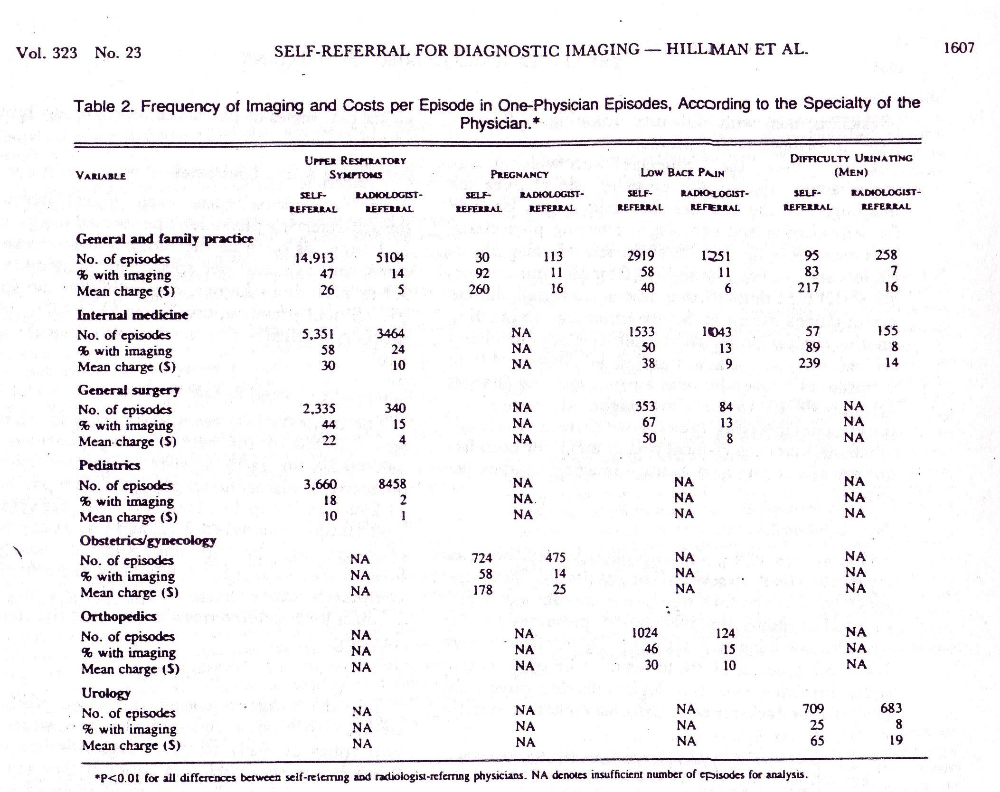 Vol. 323 No. 23 SELF-REFERRAL FOR DIAGNOSTIC IMAGING — HILLMAN ET AL. 1607
Table 2. Frequency of Imaging and Costs per Episode in One-Physician Episodes, According to the Specialty of the
Physician.*
VARIABLE UPPER RESPIRATORY SYMPTOMS PREGNANCY LOW BACK PAIN DIFFICULTY URINATING (MEN)
SELF- RADIOLOGIST- SELF- RADIOLOGIST- SELF- RADIOLOGIST- SELF- RADIOLOGIST-
REFERRAL REFERRAL REFERRAL REFERRAL REFERRAL REFERRAL REFERRAL REFERRAL
General and family practice
No. of episodes 14,913 5104 30 113 2919 1251 95 258
% with imaging 47 14 92 11 58 11 83 7
Mean charge ($) 26 5 260 16 40 6 217 16
Internal medicine
No. of episodes 5,351 3464 NA 1533 1043 57 155
% with imaging 58 24 NA 50 13 89 8
Mean charge ($) 30 10 NA 38 9 239 14
General surgery
No. of episodes 2,335 340 NA 353 84 NA
% with imaging 44 15 NA 67 13 NA
Mean charge ($) 22 4 NA 50 8 NA
Pediatrics
No. of episodes 3,660 8458 NA NA NA
% with imaging 18 2 NA NA NA
Mean charge ($) 10 1 NA NA NA
Obstetrics/gynecology
No. of episodes NA 724 475 NA NA
% with imaging NA 58 14 NA NA
Mean charge ($) NA 178 25 NA NA
Orthopedics
No. of episodes NA NA 1024 124 NA
% with imaging NA NA 46 15 NA
Mean charge ($) NA NA 30 10 NA
Urology
No. of episodes NA NA NA 709 683
% with imaging NA NA NA 25 8
Mean charge ($) NA NA NA 65 19
*P<0.01 for all differences between self-referring and radiologist-referring physicians. NA denotes insufficient number of episodes for analysis.